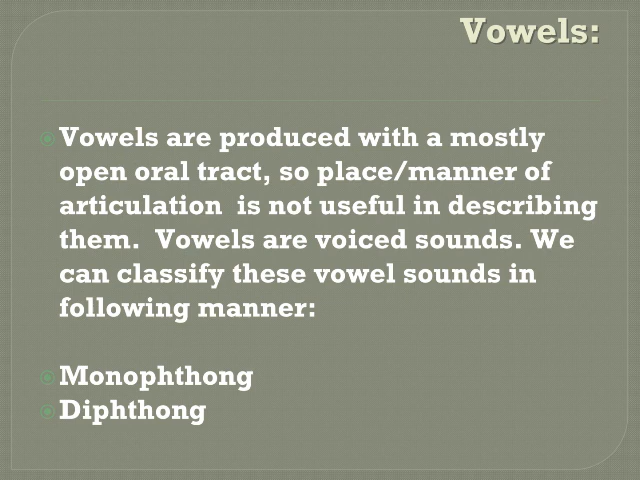 Vowels:
Vowels are produced with a mostly
open oral tract, so place/manner of
articulation  is not useful in describing
them.  Vowels are voiced sounds. We
can classify these vowel sounds in
following manner:
Monophthong
Diphthong